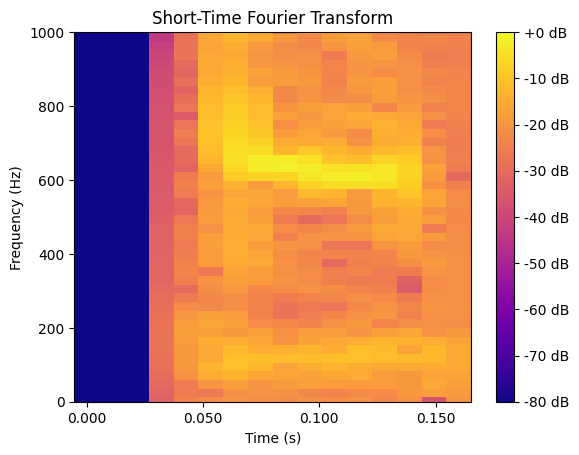 Short-Time Fourier Transform
1000
800
600
400
200
0
Frequency (Hz)
0.000
0.050
0.100
0.150
Time (s)
+0 dB
-10 dB
-20 dB
-30 dB
-40 dB
-50 dB
-60 dB
-70 dB
-80 dB